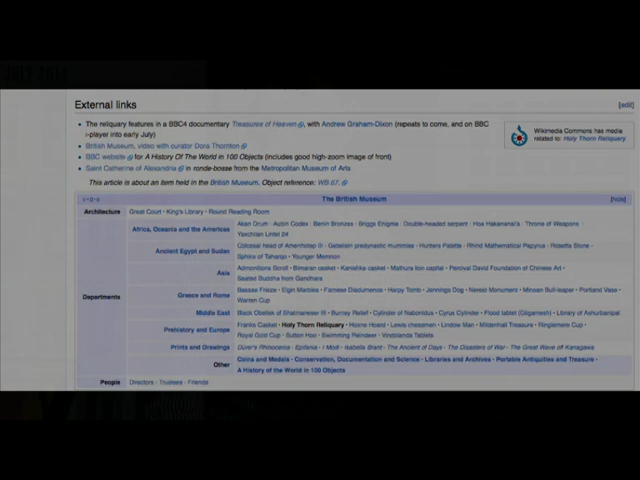 JULY 2011
External links
[edit]
The reliquary features in a BBC4 documentary Treasures of Heaven, with Andrew Graham-Dixon (repeats to come, and on BBC
i-player into early July)
British Museum, video with curator Dora Thornton
BBC website for A History Of The World in 100 Objects (includes good high-zoom image of front)
Saint Catherine of Alexandria in ronde-bosse from the Metropolitan Museum of Arts
This article is about an item held in the British Museum. Object reference: WB.67.
Wikimedia Commons has media
related to: Holy Thorn Reliquary
v · d · e
The British Museum
[hide]
Architecture
Great Court · King's Library · Round Reading Room
Departments
Africa, Oceania and the Americas
Akan Drum · Aubin Codex · Benin Bronzes · Briggs Enigma · Double-headed serpent · Hoa Hakananai'a · Throne of Weapons ·
Yaxchilan Lintel 24
Ancient Egypt and Sudan
Colossal head of Amenhotep III · Gebelein predynastic mummies · Hunters Palette · Rhind Mathematical Papyrus · Rosetta Stone ·
Sphinx of Taharqo · Younger Memnon
Asia
Admonitions Scroll · Bimaran casket · Kanishka casket · Mathura lion capital · Percival David Foundation of Chinese Art ·
Seated Buddha from Gandhara
Greece and Rome
Bassae Frieze · Elgin Marbles · Farnese Diadumenos · Harpy Tomb · Jennings Dog · Nereid Monument · Minoan Bull-leaper · Portland Vase ·
Warren Cup
Middle East
Black Obelisk of Shalmaneser III · Burney Relief · Cylinder of Nabonidus · Cyrus Cylinder · Flood tablet (Gilgamesh) · Library of Ashurbanipal
Prehistory and Europe
Franks Casket · Holy Thorn Reliquary · Hoxne Hoard · Lewis chessmen · Lindow Man · Mildenhall Treasure · Ringlemere Cup ·
Royal Gold Cup · Sutton Hoo · Swimming Reindeer · Vindolanda Tablets
Prints and Drawings
Dürer's Rhinoceros · Epifania · I Modi · Isabella Brant · The Ancient of Days · The Disasters of War · The Great Wave off Kanagawa
Other
Coins and Medals · Conservation, Documentation and Science · Libraries and Archives · Portable Antiquities and Treasure ·
A History of the World in 100 Objects
People
Directors · Trustees · Friends